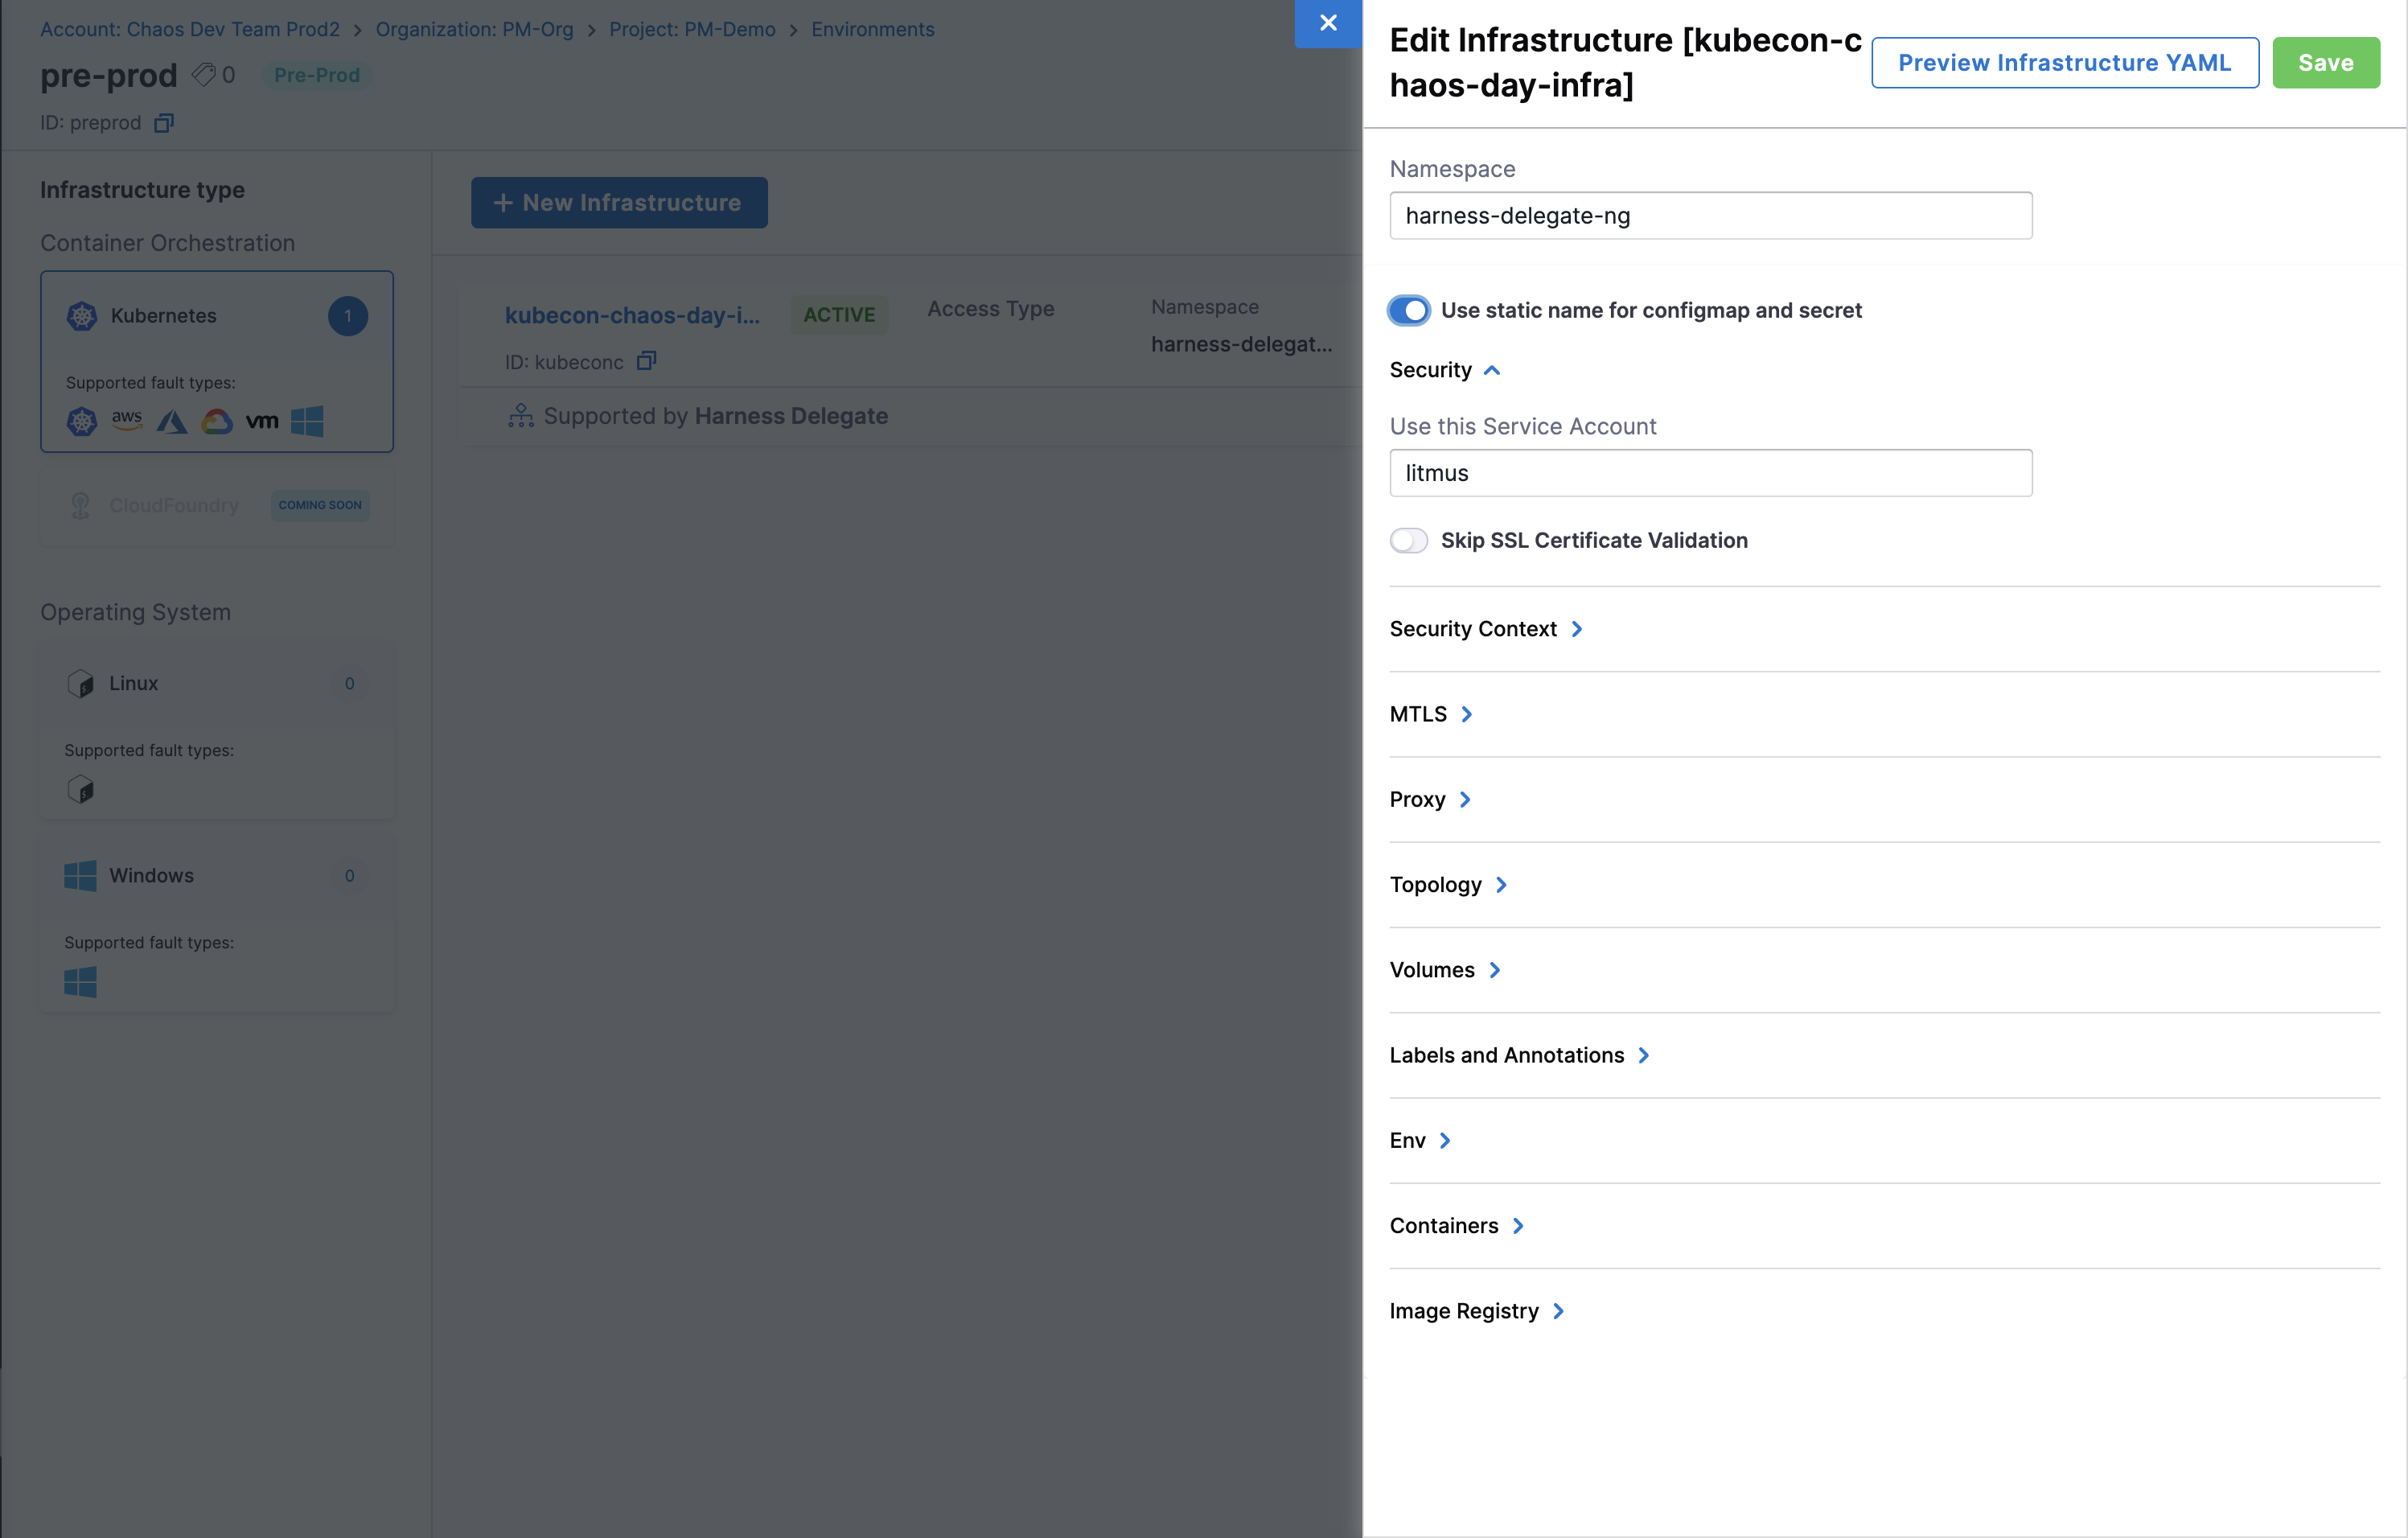 Account: Chaos Dev Team Prod2 > Organization: PM-Org > Project: PM-Demo > Environments
pre-prod 0 Pre-Prod
ID: preprod
Infrastructure type
Container Orchestration
Kubernetes 1
Supported fault types:
aws vm
CloudFoundry COMING SOON
Operating System
Linux 0
Supported fault types:
Windows 0
Supported fault types:
+ New Infrastructure
kubecon-chaos-day-i... ACTIVE Access Type Namespace
ID: kubeconc harness-delegat...
Supported by Harness Delegate
Edit Infrastructure [kubecon-c
haos-day-infra]
Preview Infrastructure YAML
Save
Namespace
harness-delegate-ng
Use static name for configmap and secret
Security
Use this Service Account
litmus
Skip SSL Certificate Validation
Security Context
MTLS
Proxy
Topology
Volumes
Labels and Annotations
Env
Containers
Image Registry